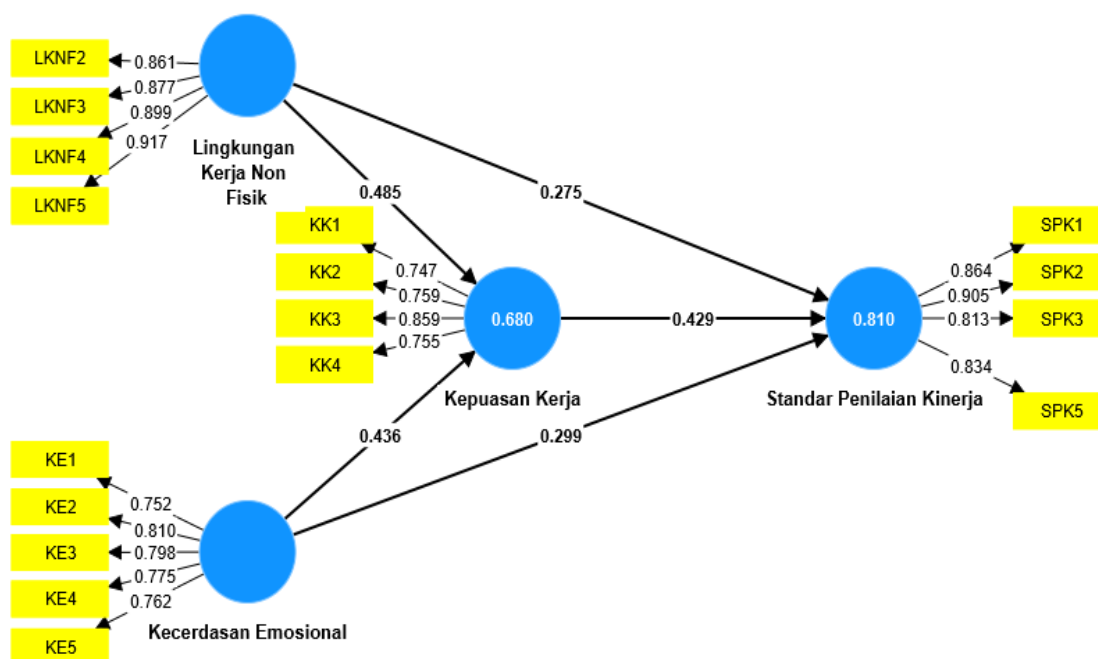 LKNF2
0.861
LKNF3
0.877
LKNF4
0.899
LKNF5
0.917
Lingkungan
Kerja Non
Fisik
0.485
0.275
KK1
0.747
KK2
0.759
KK3
0.859
KK4
0.755
0.680
Kepuasan Kerja
0.429
0.810
Standar Penilaian Kinerja
SPK1
0.864
SPK2
0.905
SPK3
0.813
SPK5
0.834
0.436
0.299
KE1
0.752
KE2
0.810
KE3
0.798
KE4
0.775
KE5
0.762
Kecerdasan Emosional